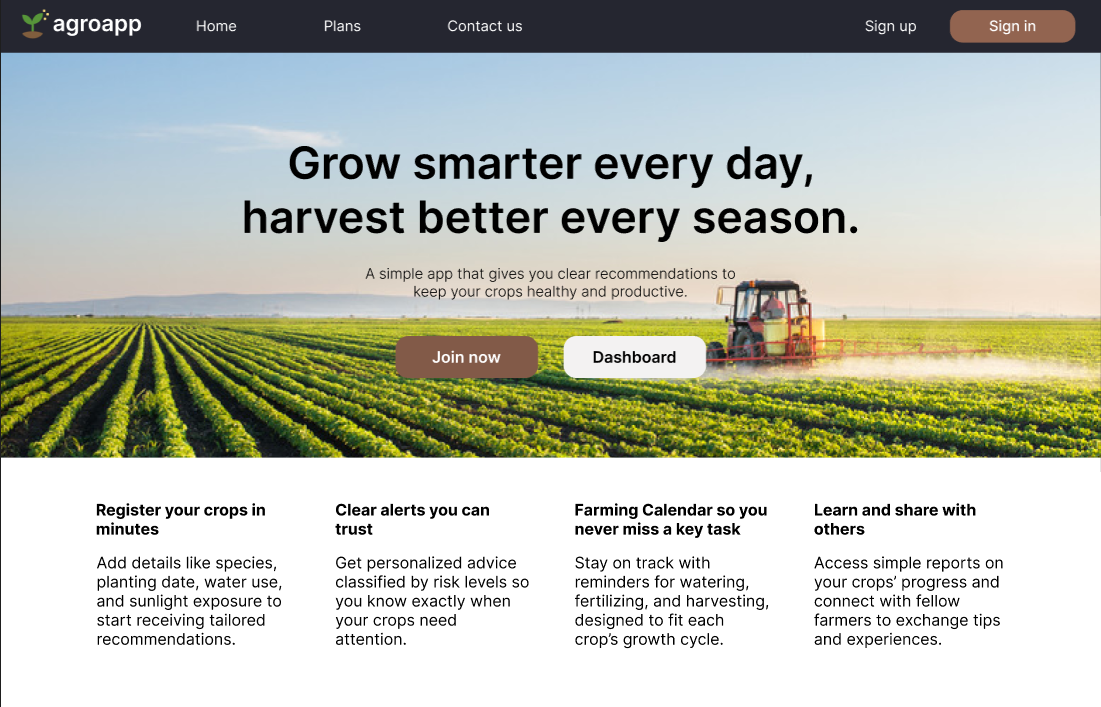 agroapp
Home
Plans
Contact us
Sign up
Sign in
Grow smarter every day,
harvest better every season.
A simple app that gives you clear recommendations to
keep your crops healthy and productive.
Join now
Dashboard
Register your crops in
minutes
Add details like species,
planting date, water use,
and sunlight exposure to
start receiving tailored
recommendations.
Clear alerts you can
trust
Get personalized advice
classified by risk levels so
you know exactly when
your crops need
attention.
Farming Calendar so you
never miss a key task
Stay on track with
reminders for watering,
fertilizing, and harvesting,
designed to fit each
crop’s growth cycle.
Learn and share with
others
Access simple reports on
your crops’ progress and
connect with fellow
farmers to exchange tips
and experiences.